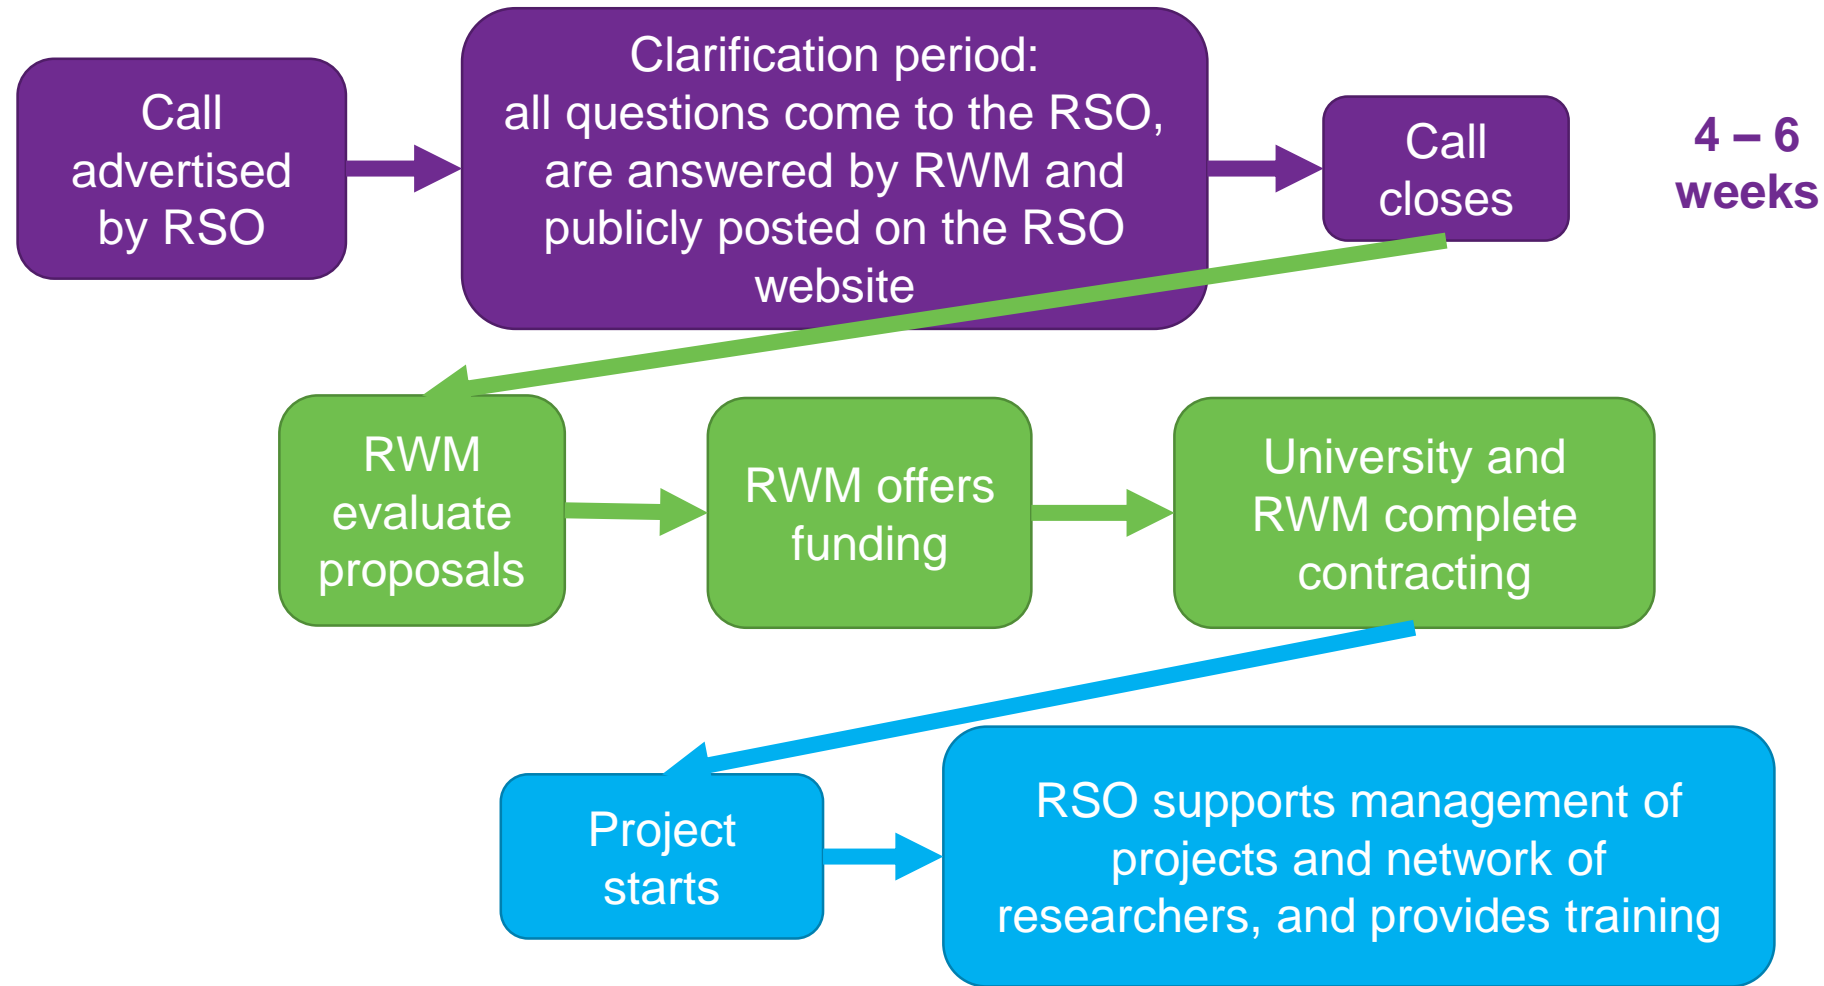 Call
advertised
by RSO
Clarification period:
all questions come to the RSO,
are answered by RWM and
publicly posted on the RSO
website
Call
closes
4 – 6
weeks
RWM
evaluate
proposals
RWM offers
funding
University and
RWM complete
contracting
Project
starts
RSO supports management of
projects and network of
researchers, and provides training